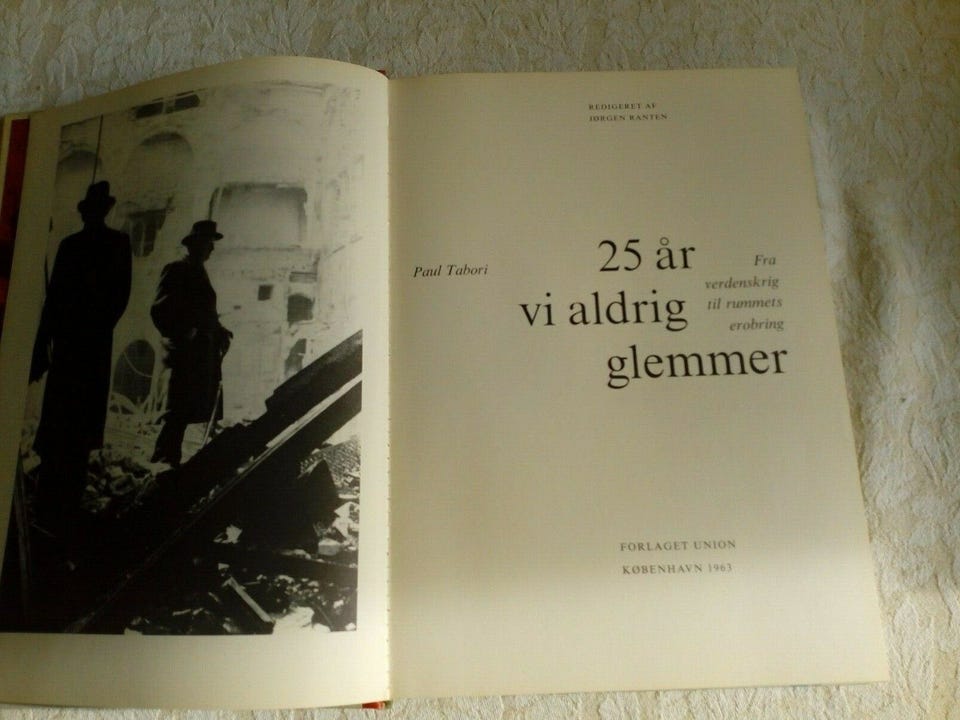 REDIGERET AF
JØRGEN RANTEN
Paul Tabori
25 år
vi aldrig
glemmer
Fra
verdenskrig
til rummets
erobring
FORLAGET UNION
KØBENHAVN 1963